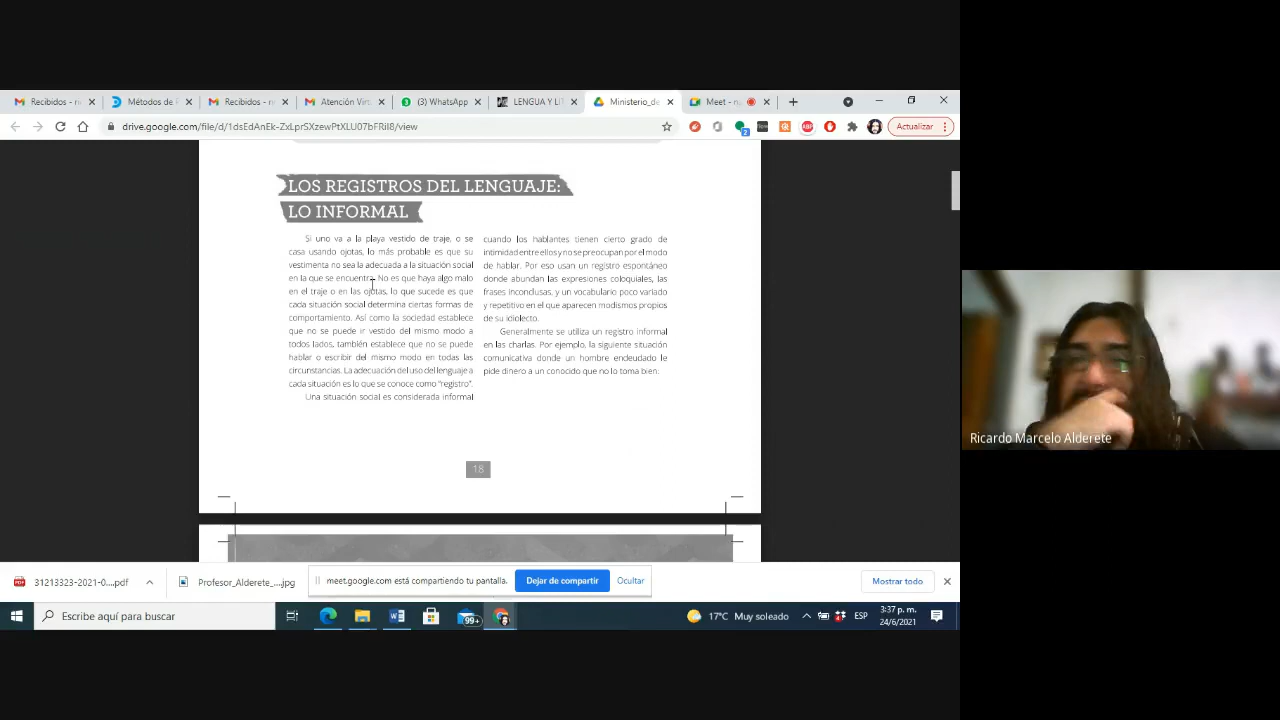 Recibidos - r
Métodos de
Recibidos - re
Atención Virt
(3) WhatsApp
LENGUA Y LIT
Ministerio_de
Meet - r
drive.google.com/file/d/1dsEdAnEk-ZxLprSXzewPtXLU07bFRiI8/view
ABP
2
Actualizar
LOS REGISTROS DEL LENGUAJE:
LO INFORMAL
Si uno va a la playa vestido de traje, o se
casa usando ojotas, lo más probable es que su
vestimenta no sea la adecuada a la situación social
en la que se encuentra. No es que haya algo malo
en el traje o en las ojotas, lo que sucede es que
cada situación social determina ciertas formas de
comportamiento. Así como la sociedad establece
que no se puede ir vestido del mismo modo a
todos lados, también establece que no se puede
hablar o escribir del mismo modo en todas las
circunstancias. La adecuación del uso del lenguaje a
cada situación es lo que se conoce como "registro".
Una situación social es considerada informal
cuando los hablantes tienen cierto grado de
intimidad entre ellos y no se preocupan por el modo
de hablar. Por eso usan un registro espontáneo
donde abundan las expresiones coloquiales, las
frases inconclusas, y un vocabulario poco variado
y repetitivo en el que aparecen modismos propios
de su idiolecto.
Generalmente se utiliza un registro informal
en las charlas. Por ejemplo, la siguiente situación
comunicativa donde un hombre endeudado le
pide dinero a un conocido que no lo toma bien:
18
Ricardo Marcelo Alderete
31213323-2021-0....pdf
Profesor_Alderete_...jpg
meet.google.com está compartiendo tu pantalla.
Dejar de compartir
Ocultar
Mostrar todo
Escribe aquí para buscar
99+
17°C Muy soleado
ESP
3:37 p. m.
24/6/2021